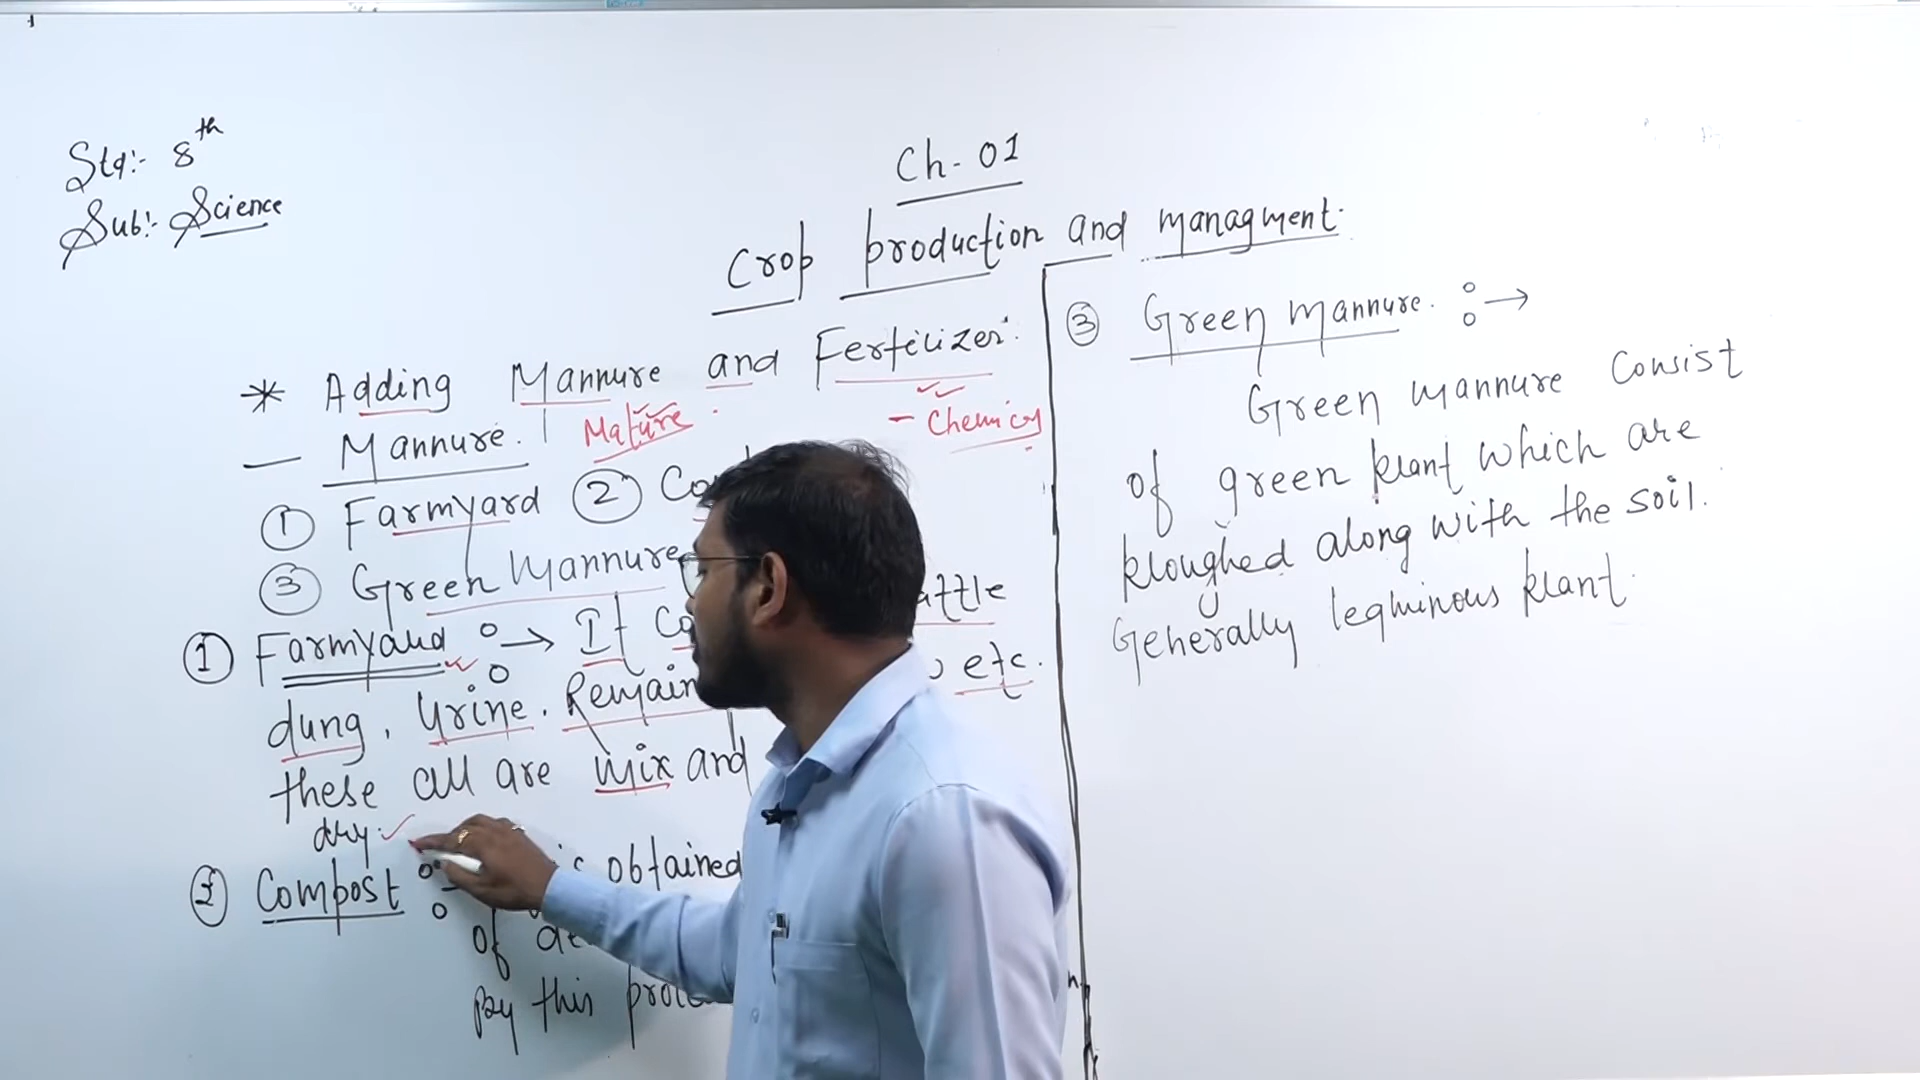 Std:- 8th
Sub:- Science
Ch- 01
Crop production and managment.
* Adding Mannure and Fertilizer.
Mature - Chemical
— Mannure.
① Farmyard ②
③ Green Mannure
① Farmyard :→ It
dung, Urine. Remain etc.
these all are mix and
dry.
② Compost : obtained
of
By this
③ Green Mannure. :→
Green mannure Consist
of green plant which are
ploughed along with the soil.
Generally leguminous plant.